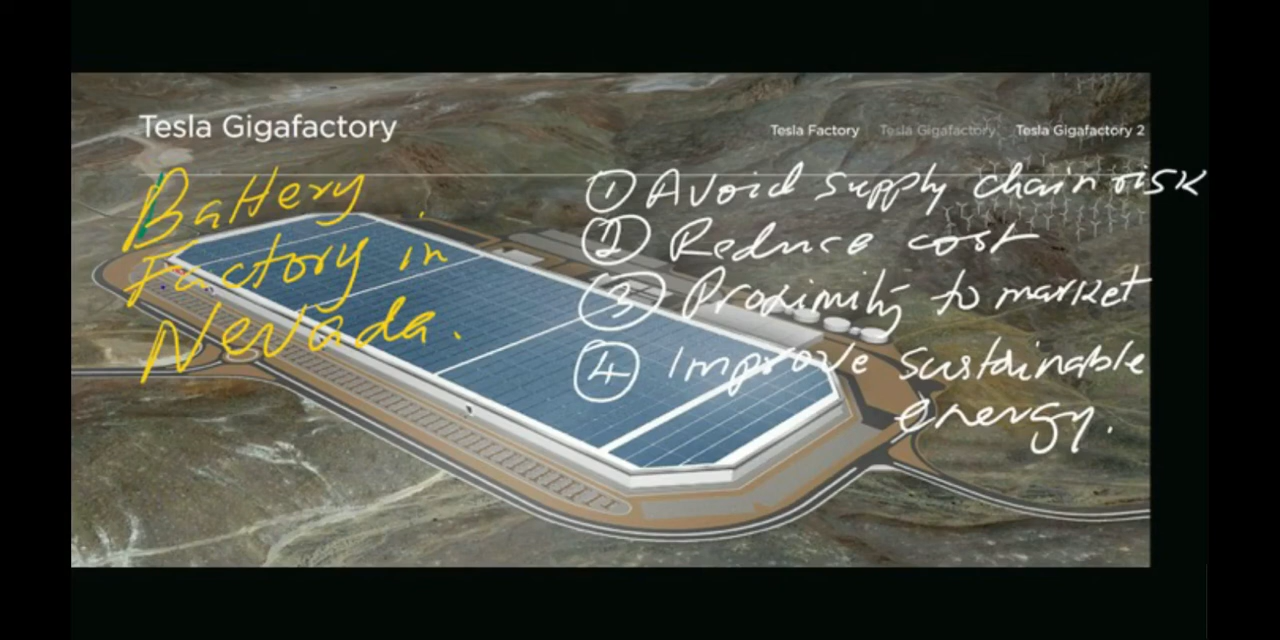 Tesla Gigafactory
Tesla Factory Tesla Gigafactory Tesla Gigafactory 2
Battery
Factory in
Nevada.
① Avoid supply chain risk
② Reduce cost
③ Proximity to market
④ Improve sustainable
energy.